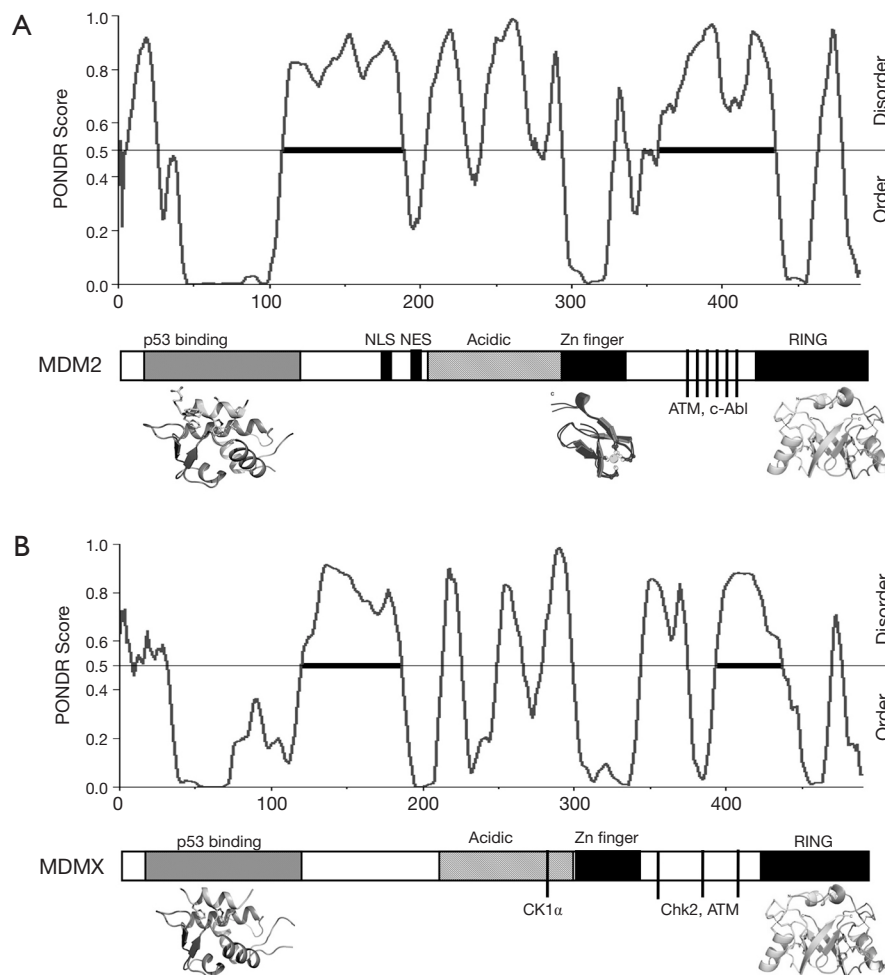 A
PONDR Score
1.0
0.8
0.6
0.5
0.4
0.2
0.0
Disorder
Order
0 100 200 300 400
p53 binding NLS NES Acidic Zn finger RING
MDM2
ATM, c-Abl
B
PONDR Score
1.0
0.8
0.6
0.5
0.4
0.2
0.0
Disorder
Order
0 100 200 300 400
p53 binding Acidic Zn finger RING
MDMX
CK1α Chk2, ATM